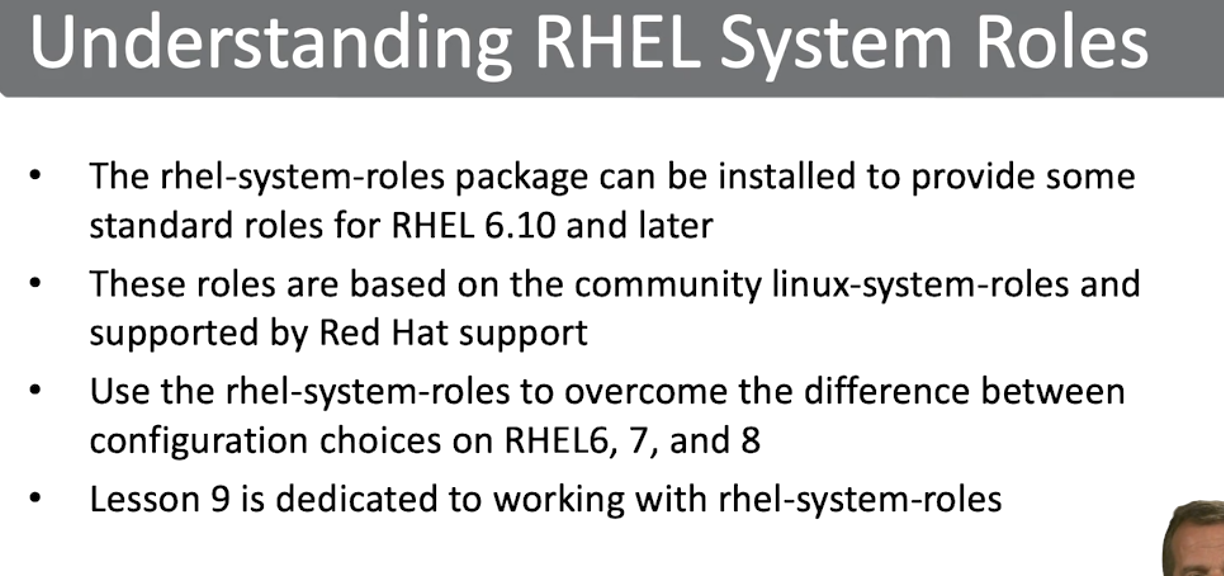 Understanding RHEL System Roles
• The rhel-system-roles package can be installed to provide some
standard roles for RHEL 6.10 and later
• These roles are based on the community linux-system-roles and
supported by Red Hat support
• Use the rhel-system-roles to overcome the difference between
configuration choices on RHEL6, 7, and 8
• Lesson 9 is dedicated to working with rhel-system-roles